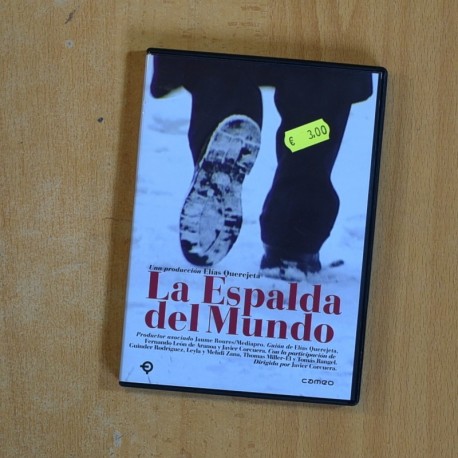 € 3,00
Una producción Elías Querejeta
La Espalda
del Mundo
Productor asociado Jaume Roures/Mediapro. Guión de Elías Querejeta,
Fernando León de Aranoa y Javier Corcuera. Con la participación de
Guinder Rodríguez, Leyla y Mehdi Zana, Thomas Miller-El y Tomás Rangel.
Dirigida por Javier Corcuera.
cameo